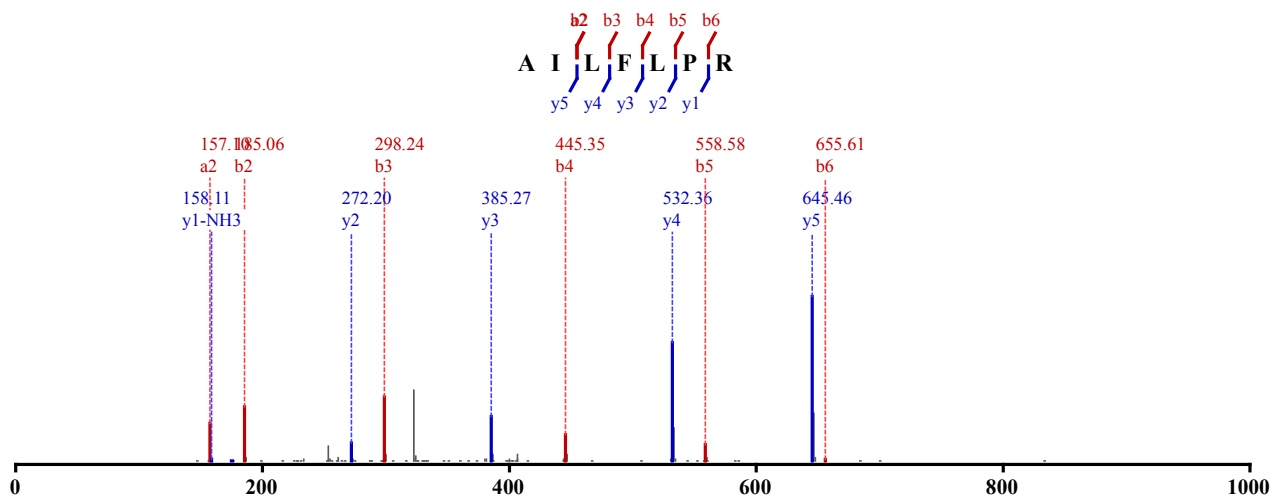 a2 b2 b3 b4 b5 b6
A I L F L P R
y5 y4 y3 y2 y1
157.10 185.06 298.24 445.35 558.58 655.61
a2 b2 b3 b4 b5 b6
158.11 272.20 385.27 532.36 645.46
y1-NH3 y2 y3 y4 y5
0 200 400 600 800 1000